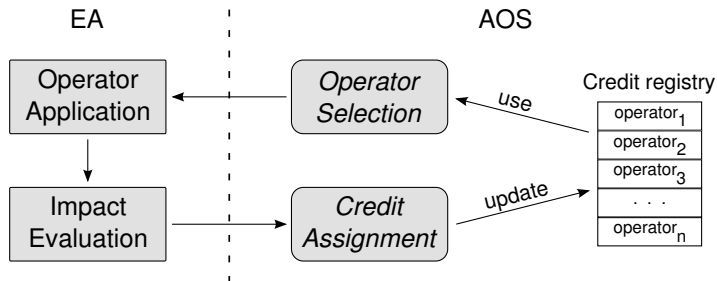 EA
AOS
Operator
Application
Operator
Selection
use
Credit registry
operator1
operator2
operator3
. . .
operatorn
Impact
Evaluation
Credit
Assignment
update